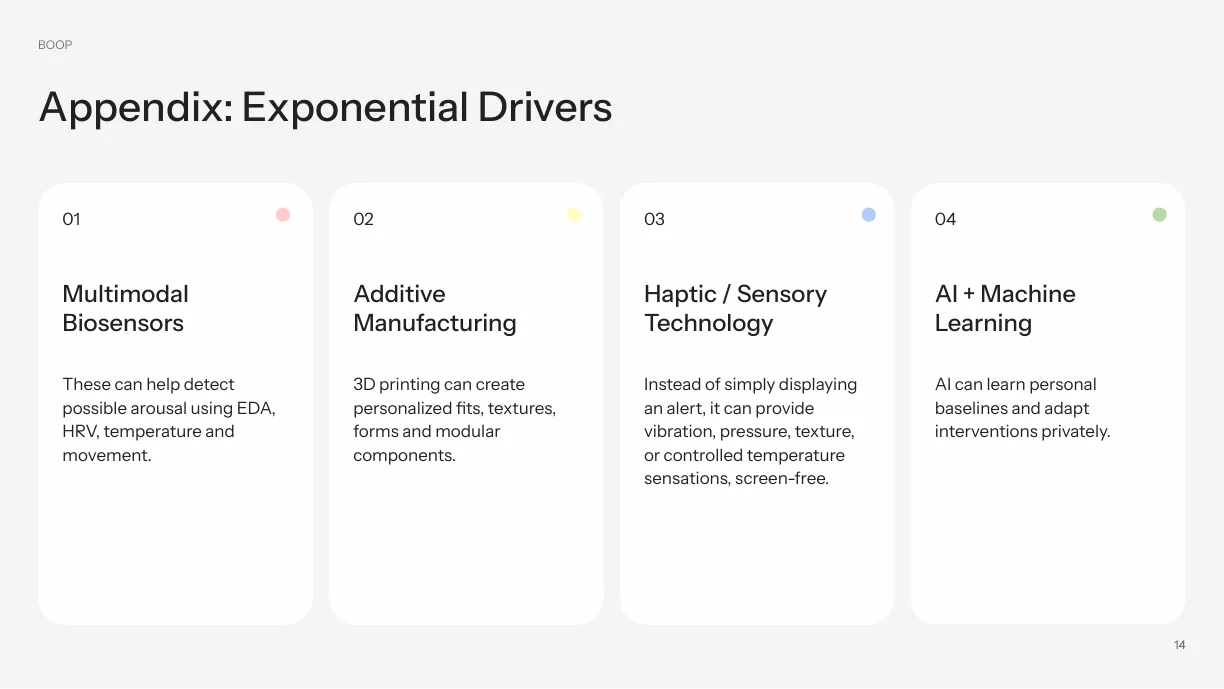 BOOP
Appendix: Exponential Drivers
01
Multimodal
Biosensors
These can help detect
possible arousal using EDA,
HRV, temperature and
movement.
02
Additive
Manufacturing
3D printing can create
personalized fits, textures,
forms and modular
components.
03
Haptic / Sensory
Technology
Instead of simply displaying
an alert, it can provide
vibration, pressure, texture,
or controlled temperature
sensations, screen-free.
04
AI + Machine
Learning
AI can learn personal
baselines and adapt
interventions privately.
14